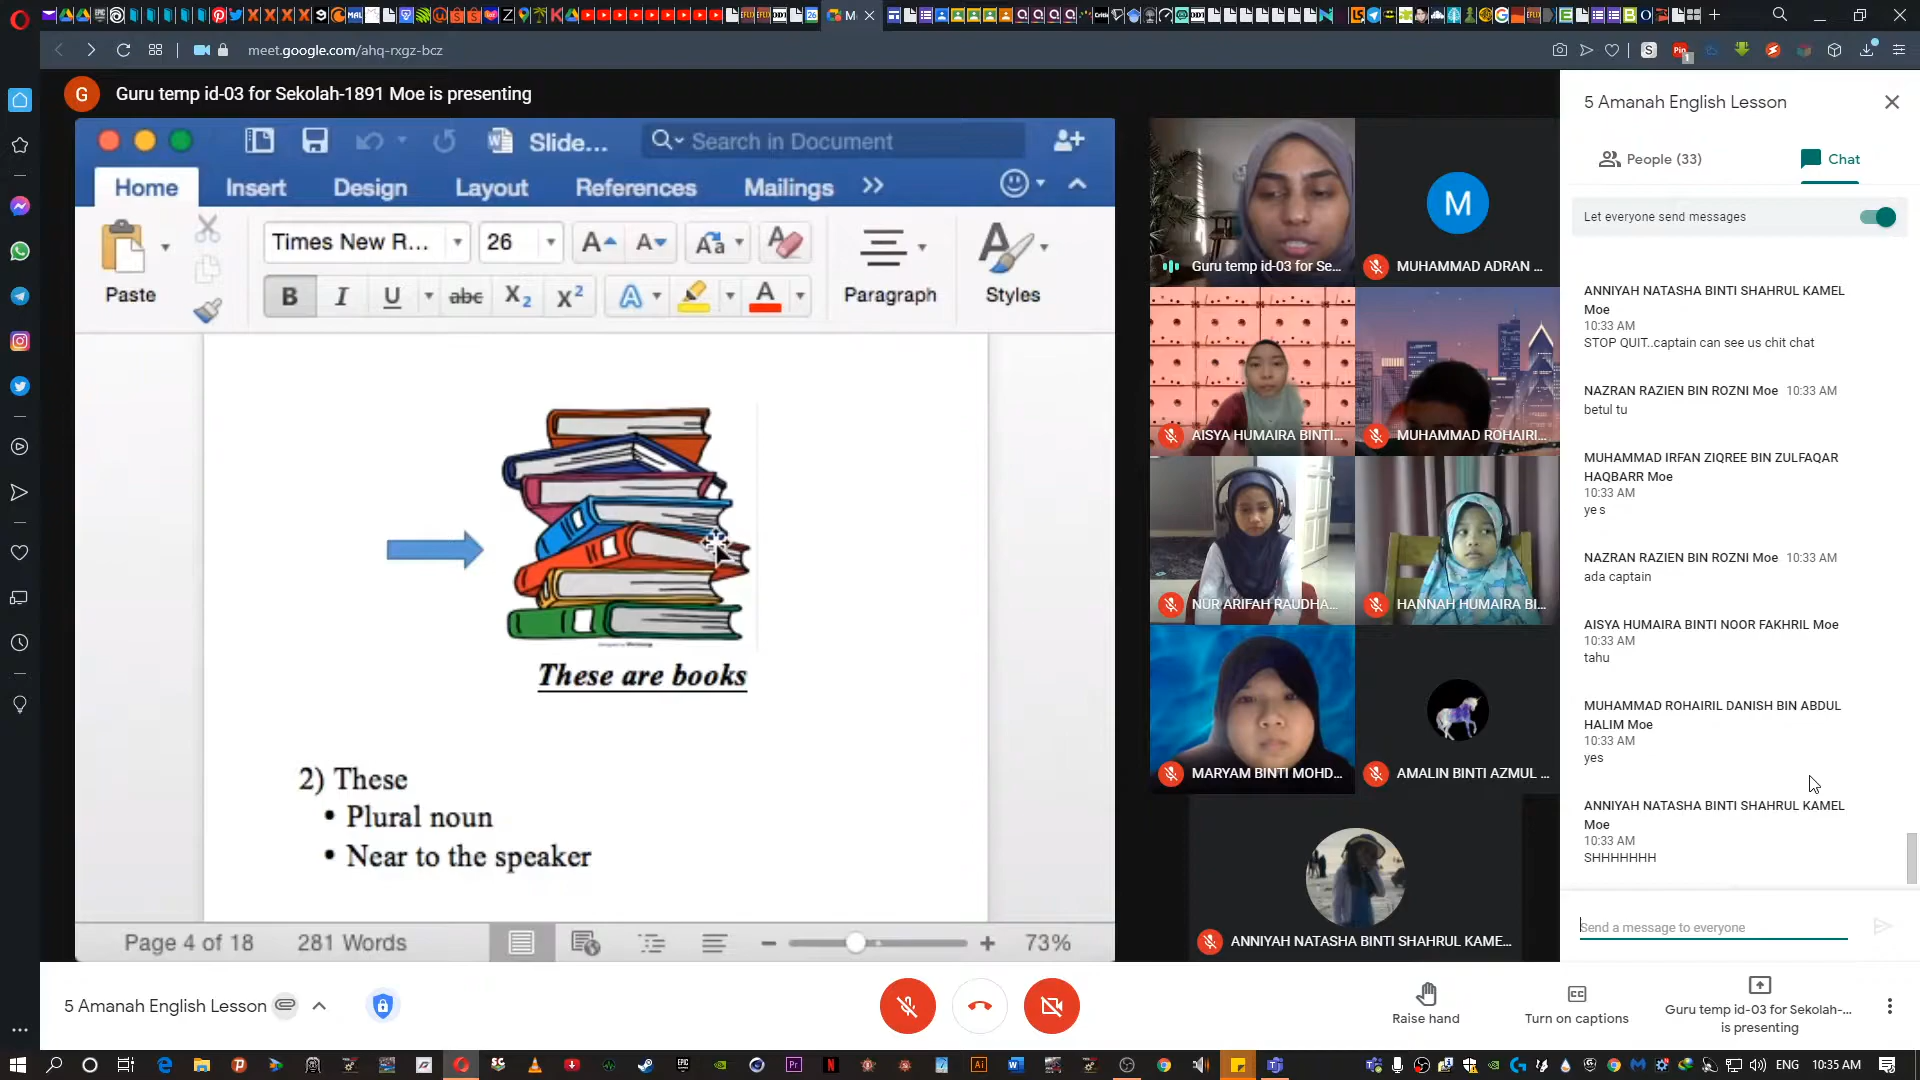 meet.google.com/ahq-rxgz-bcz
G
Guru temp id-03 for Sekolah-1891 Moe is presenting
Slide...
Search in Document
Home
Insert
Design
Layout
References
Mailings
Paste
Times New R...
26
B I U abc X2 X2
Paragraph
Styles
These are books
2) These
• Plural noun
• Near to the speaker
Page 4 of 18
281 Words
73%
Guru temp id-03 for Se...
M
MUHAMMAD ADRAN ...
AISYA HUMAIRA BINTI...
MUHAMMAD ROHAIRI...
NUR ARIFAH RAUDHA...
HANNAH HUMAIRA BI...
MARYAM BINTI MOHD...
AMALIN BINTI AZMUL ...
ANNIYAH NATASHA BINTI SHAHRUL KAME...
5 Amanah English Lesson
People (33)
Chat
Let everyone send messages
ANNIYAH NATASHA BINTI SHAHRUL KAMEL
Moe
10:33 AM
STOP QUIT..captain can see us chit chat
NAZRAN RAZIEN BIN ROZNI Moe 10:33 AM
betul tu
MUHAMMAD IRFAN ZIQREE BIN ZULFAQAR
HAQBARR Moe
10:33 AM
ye s
NAZRAN RAZIEN BIN ROZNI Moe 10:33 AM
ada captain
AISYA HUMAIRA BINTI NOOR FAKHRIL Moe
10:33 AM
tahu
MUHAMMAD ROHAIRIL DANISH BIN ABDUL
HALIM Moe
10:33 AM
yes
ANNIYAH NATASHA BINTI SHAHRUL KAMEL
Moe
10:33 AM
SHHHHHHH
Send a message to everyone
5 Amanah English Lesson
Raise hand
Turn on captions
Guru temp id-03 for Sekolah-...
is presenting
ENG
10:35 AM